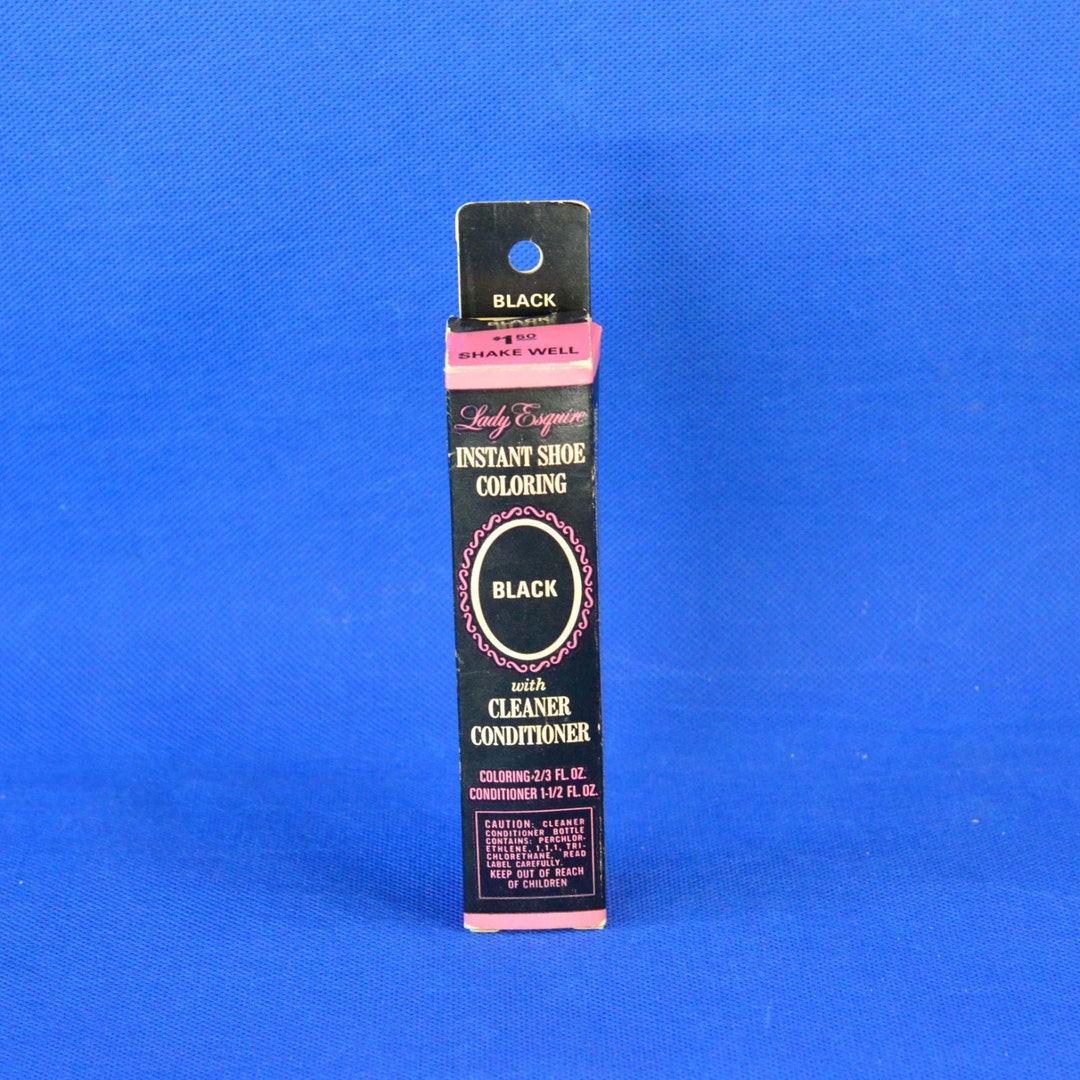 BLACK
$1.50
SHAKE WELL
Lady Esquire
INSTANT SHOE
COLORING
BLACK
with
CLEANER
CONDITIONER
COLORING-2/3 FL. OZ.
CONDITIONER 1-1/2 FL. OZ.
CAUTION: CLEANER
CONDITIONER BOTTLE
CONTAINS: PERCHLOR-
ETHLENE, 1,1,1, TRI-
CHLORETHANE, READ
LABEL CAREFULLY.
KEEP OUT OF REACH
OF CHILDREN